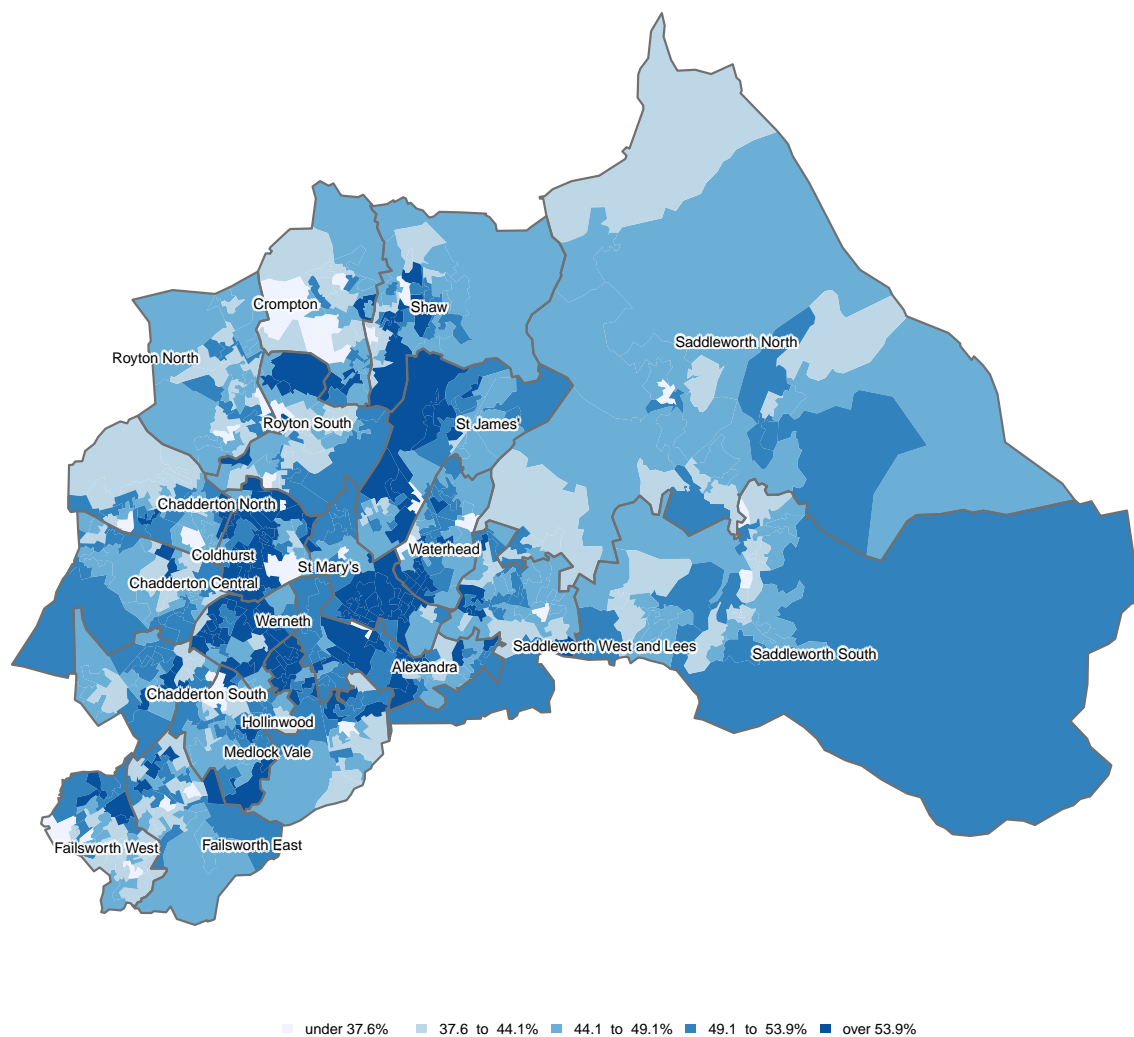 Crompton
Shaw
Royton North
Saddleworth North
Royton South
St James'
Chadderton North
Waterhead
Coldhurst
St Mary's
Chadderton Central
Werneth
Saddleworth West and Lees
Saddleworth South
Alexandra
Chadderton South
Hollinwood
Medlock Vale
Failsworth West
Failsworth East
under 37.6% 37.6 to 44.1% 44.1 to 49.1% 49.1 to 53.9% over 53.9%